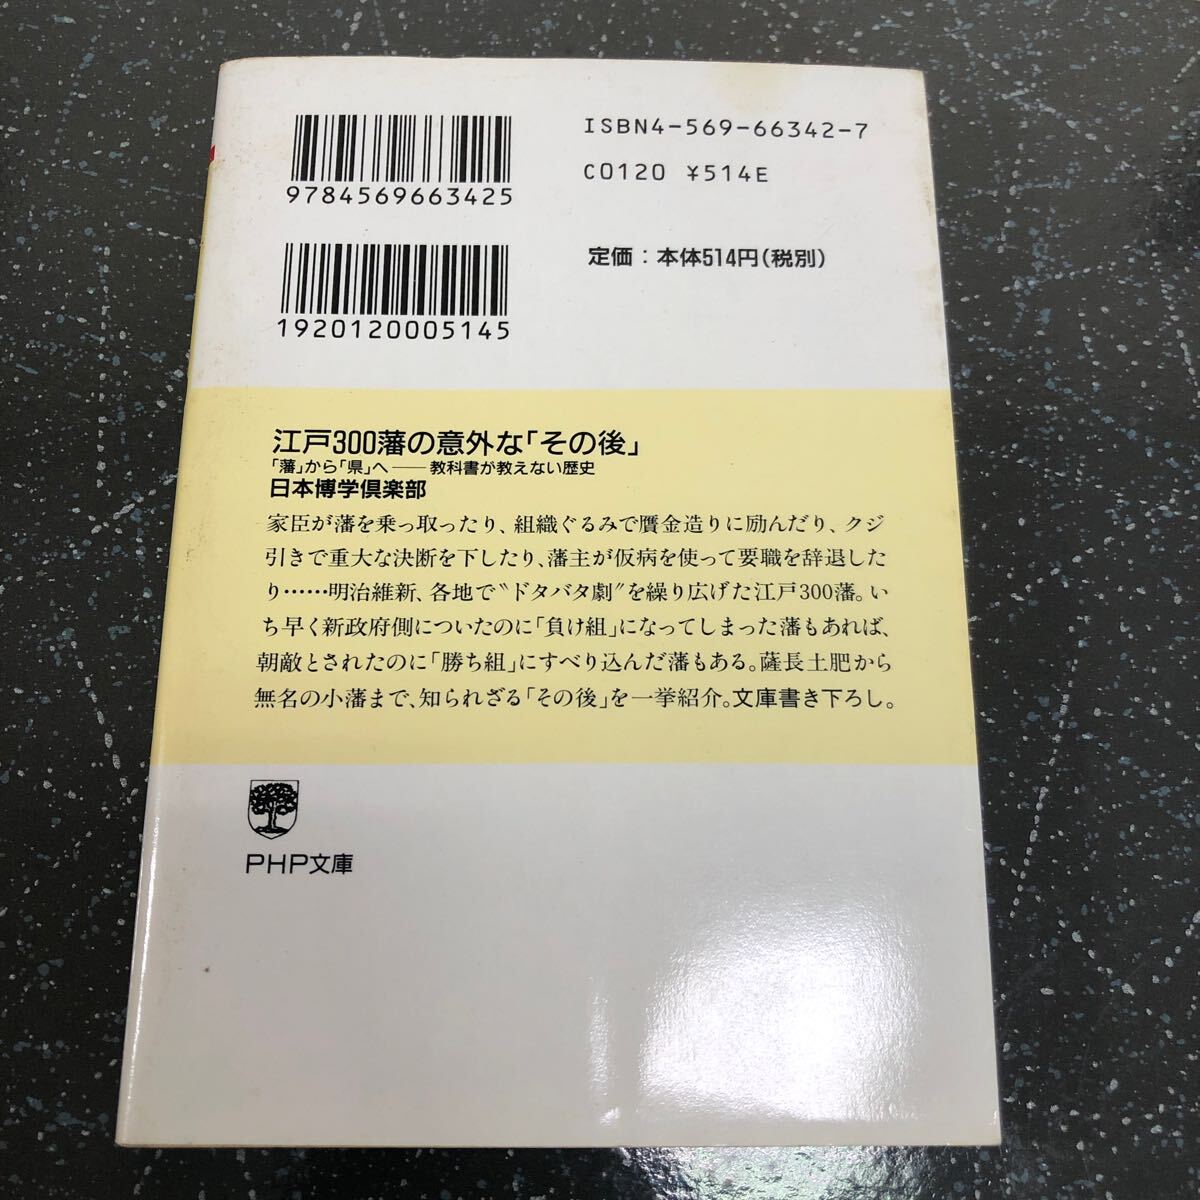 ISBN4-569-66342-7
9784569663425
C0120 ¥514E
定価：本体514円(税別)
1920120005145
江戸300藩の意外な「その後」
「藩」から「県」へ――教科書が教えない歴史
日本博学倶楽部
家臣が藩を乗っ取ったり、組織ぐるみで贋金造りに励んだり、クジ
引きで重大な決断を下したり、藩主が仮病を使って要職を辞退した
り……明治維新、各地で〝ドタバタ劇〟を繰り広げた江戸300藩。い
ち早く新政府側についたのに「負け組」になってしまった藩もあれば、
朝敵とされたのに「勝ち組」にすべり込んだ藩もある。薩長土肥から
無名の小藩まで、知られざる「その後」を一挙紹介。文庫書き下ろし。
PHP文庫